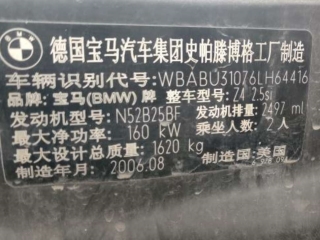 BMW
德国宝马汽车集团史帕滕博格工厂制造
车辆识别代号:WBABU31076LH64416
品牌:宝马(BMW)牌 整车型号:Z4 2.5si
发动机型号:N52B25BF 发动机排量:2497 ml
发动机功率:160 kW 乘坐人数:2人
最大设计总质量:1620 kg
制造年月:2006.08 制造国:美国